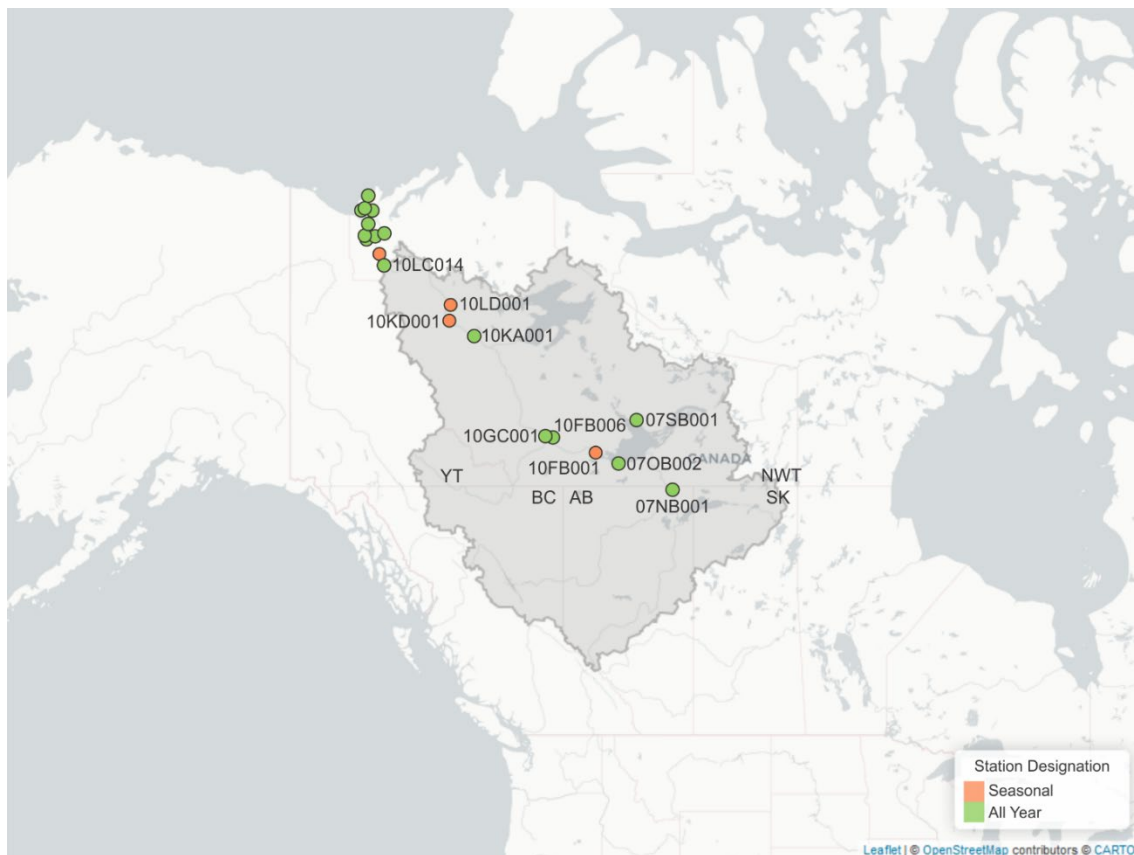 10LC014
10LD001
10KD001
10KA001
07SB001
10FB006
10GC001
10FB001
CANADA
07OB002
YT
NWT
BC AB
SK
07NB001
Station Designation
Seasonal
All Year
Leaflet | © OpenStreetMap contributors © CARTO